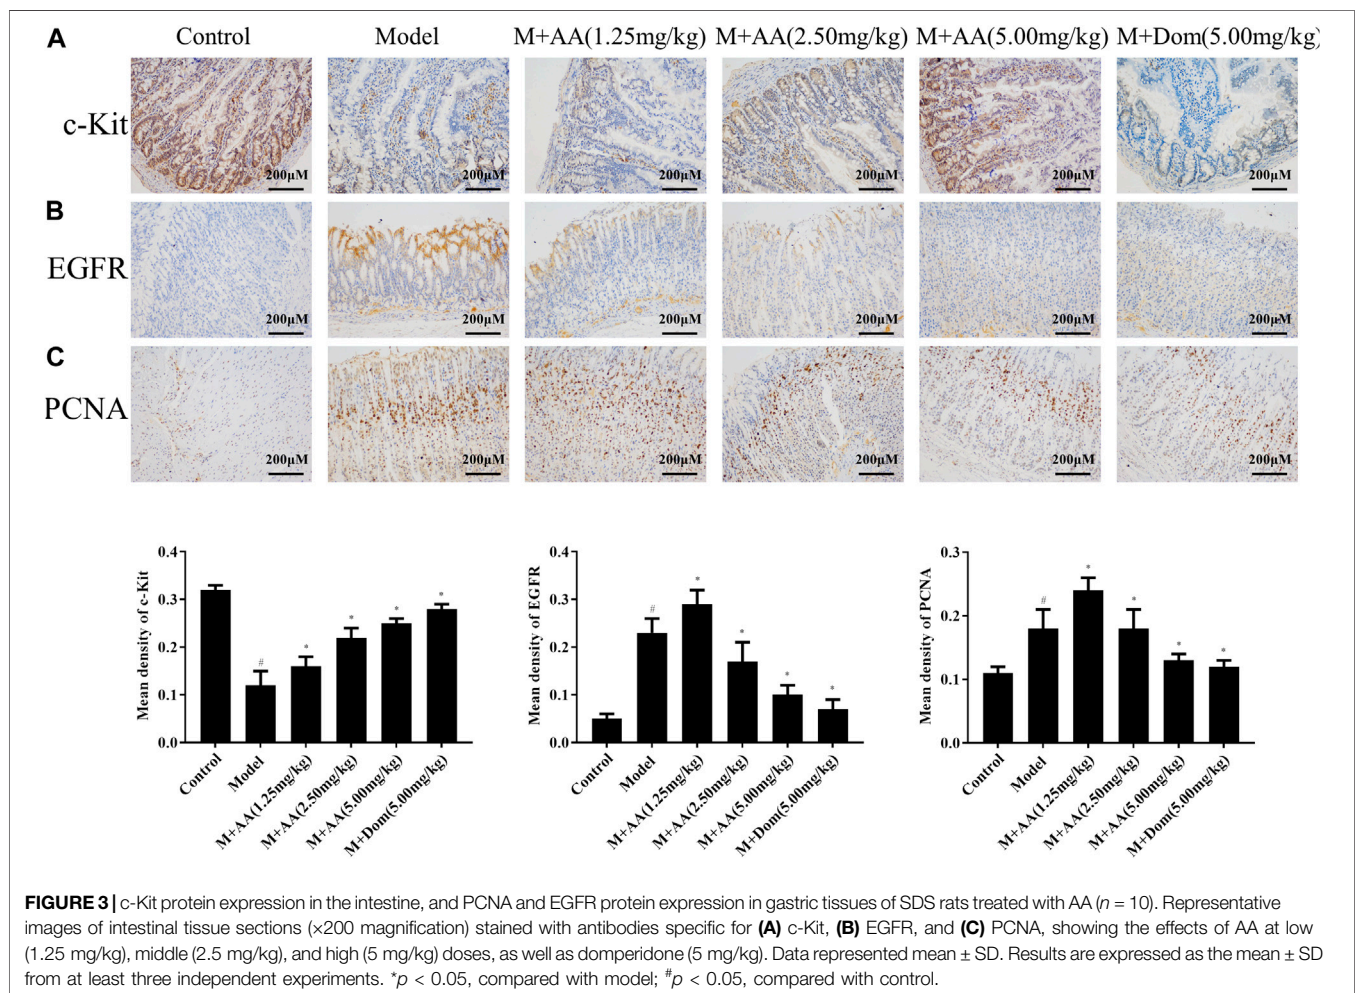 A
Control Model M+AA(1.25mg/kg) M+AA(2.50mg/kg) M+AA(5.00mg/kg) M+Dom(5.00mg/kg)
c-Kit
200μM 200μM 200μM 200μM 200μM 200μM
B
EGFR
200μM 200μM 200μM 200μM 200μM 200μM
C
PCNA
200μM 200μM 200μM 200μM 200μM 200μM
Mean density of c-Kit
0.4
0.3
0.2
0.1
0.0
# * * * *
Control Model M+AA(1.25mg/kg) M+AA(2.50mg/kg) M+AA(5.00mg/kg) M+Dom(5.00mg/kg)
Mean density of EGFR
0.4
0.3
0.2
0.1
0.0
# * * * *
Control Model M+AA(1.25mg/kg) M+AA(2.50mg/kg) M+AA(5.00mg/kg) M+Dom(5.00mg/kg)
Mean density of PCNA
0.3
0.2
0.1
0.0
# * * * *
Control Model M+AA(1.25mg/kg) M+AA(2.50mg/kg) M+AA(5.00mg/kg) M+Dom(5.00mg/kg)
FIGURE 3 | c-Kit protein expression in the intestine, and PCNA and EGFR protein expression in gastric tissues of SDS rats treated with AA (n = 10). Representative
images of intestinal tissue sections (×200 magnification) stained with antibodies specific for (A) c-Kit, (B) EGFR, and (C) PCNA, showing the effects of AA at low
(1.25 mg/kg), middle (2.5 mg/kg), and high (5 mg/kg) doses, as well as domperidone (5 mg/kg). Data represented mean ± SD. Results are expressed as the mean ± SD
from at least three independent experiments. *p < 0.05, compared with model; #p < 0.05, compared with control.